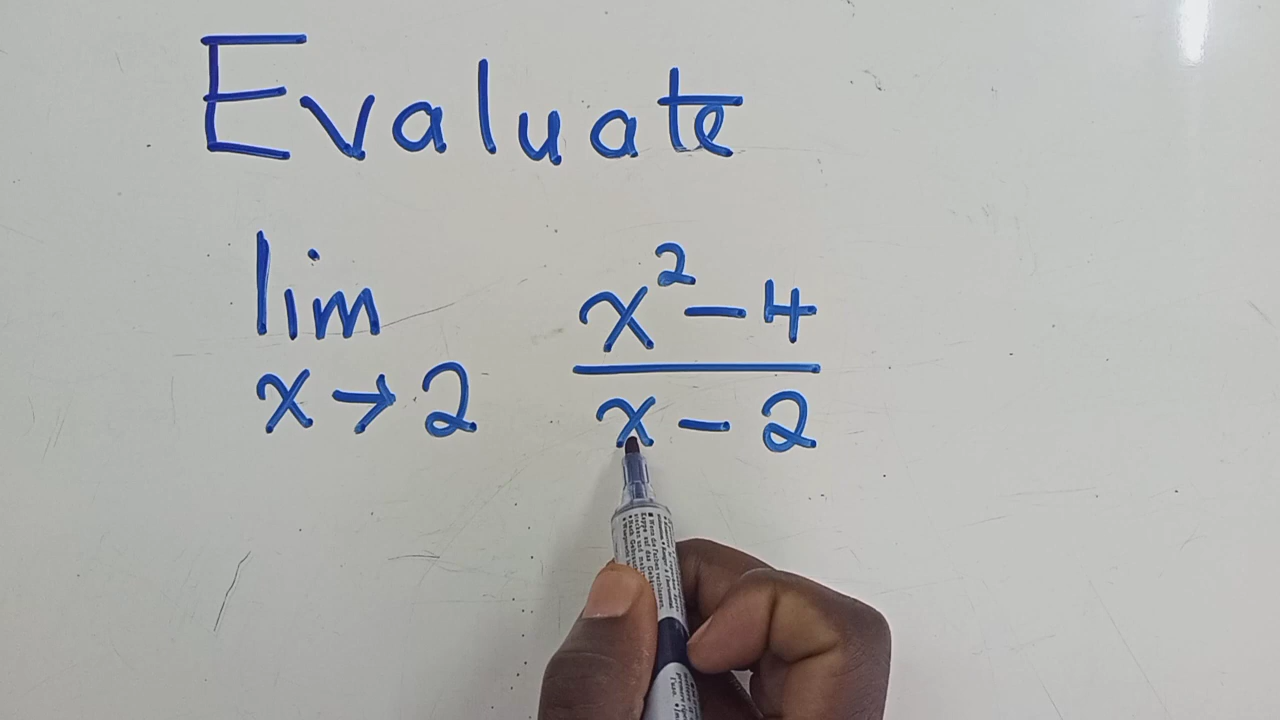 Evaluate
lim x² - 4
x → 2 x - 2